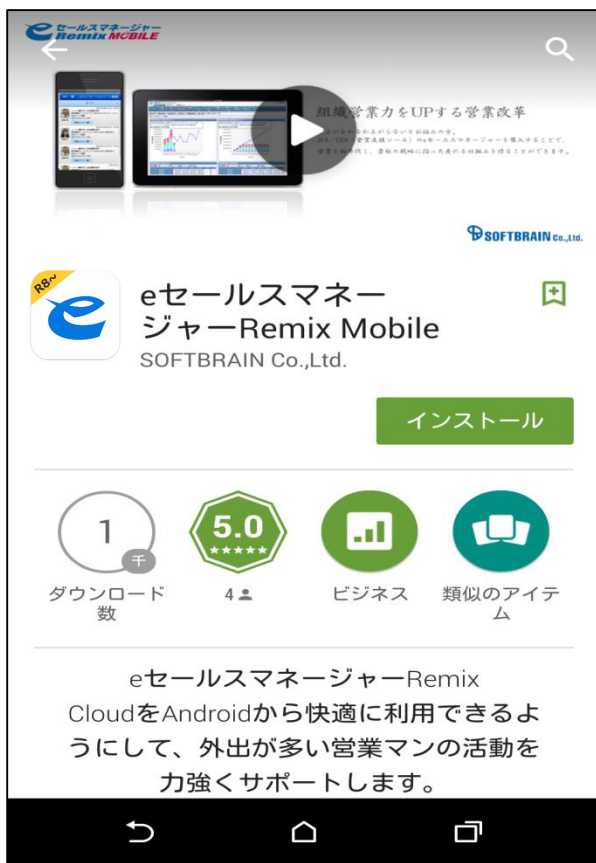 eセールスマネージャー
Remix MOBILE
組織営業力をUPする営業改革
SOFTBRAIN Co.,Ltd.
R8~
eセールスマネー
ジャーRemix Mobile
SOFTBRAIN Co.,Ltd.
インストール
1
千
5.0
ダウンロード
数
4
ビジネス
類似のアイテ
ム
eセールスマネージャーRemix
CloudをAndroidから快適に利用できるよ
うにして、外出が多い営業マンの活動を
力強くサポートします。